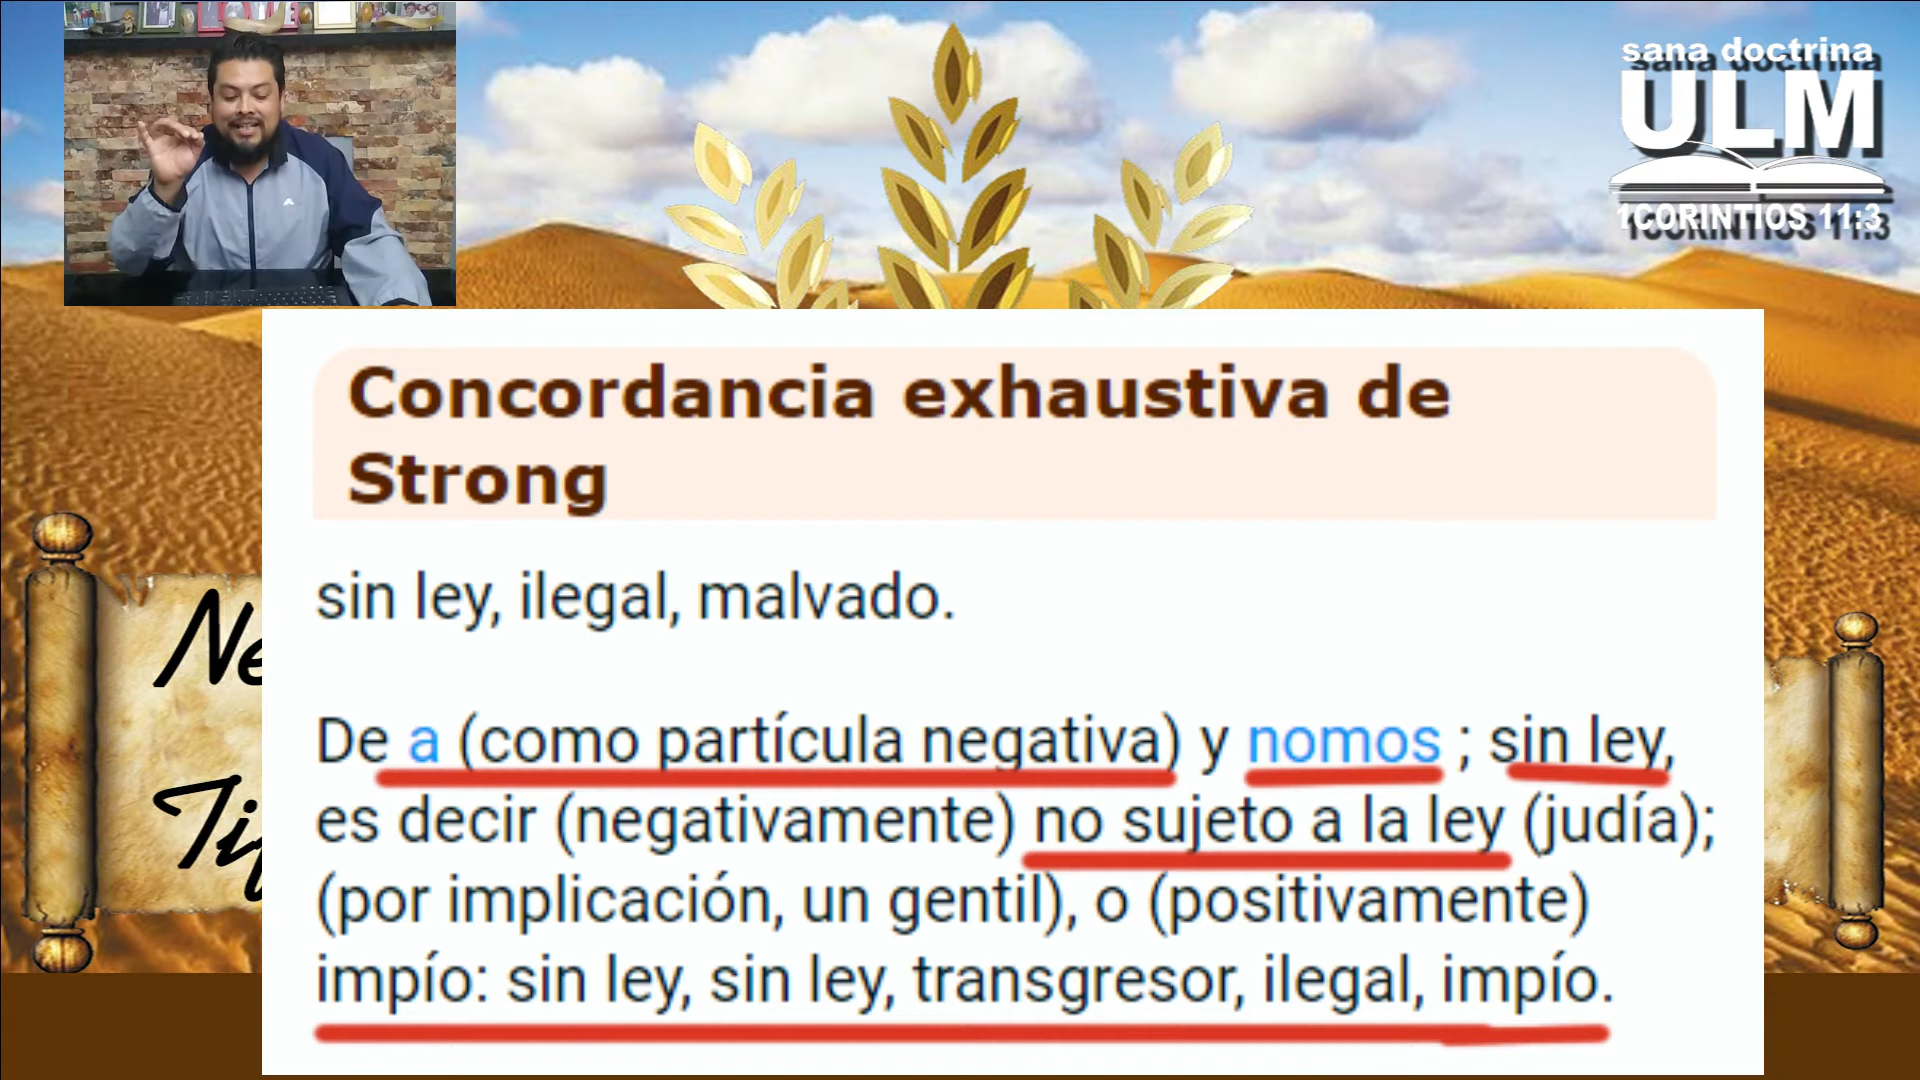 sana doctrina
ULM
1CORINTIOS 11:3
Concordancia exhaustiva de
Strong
sin ley, ilegal, malvado.
De a (como partícula negativa) y nomos ; sin ley,
es decir (negativamente) no sujeto a la ley (judía);
(por implicación, un gentil), o (positivamente)
impío: sin ley, sin ley, transgresor, ilegal, impío.